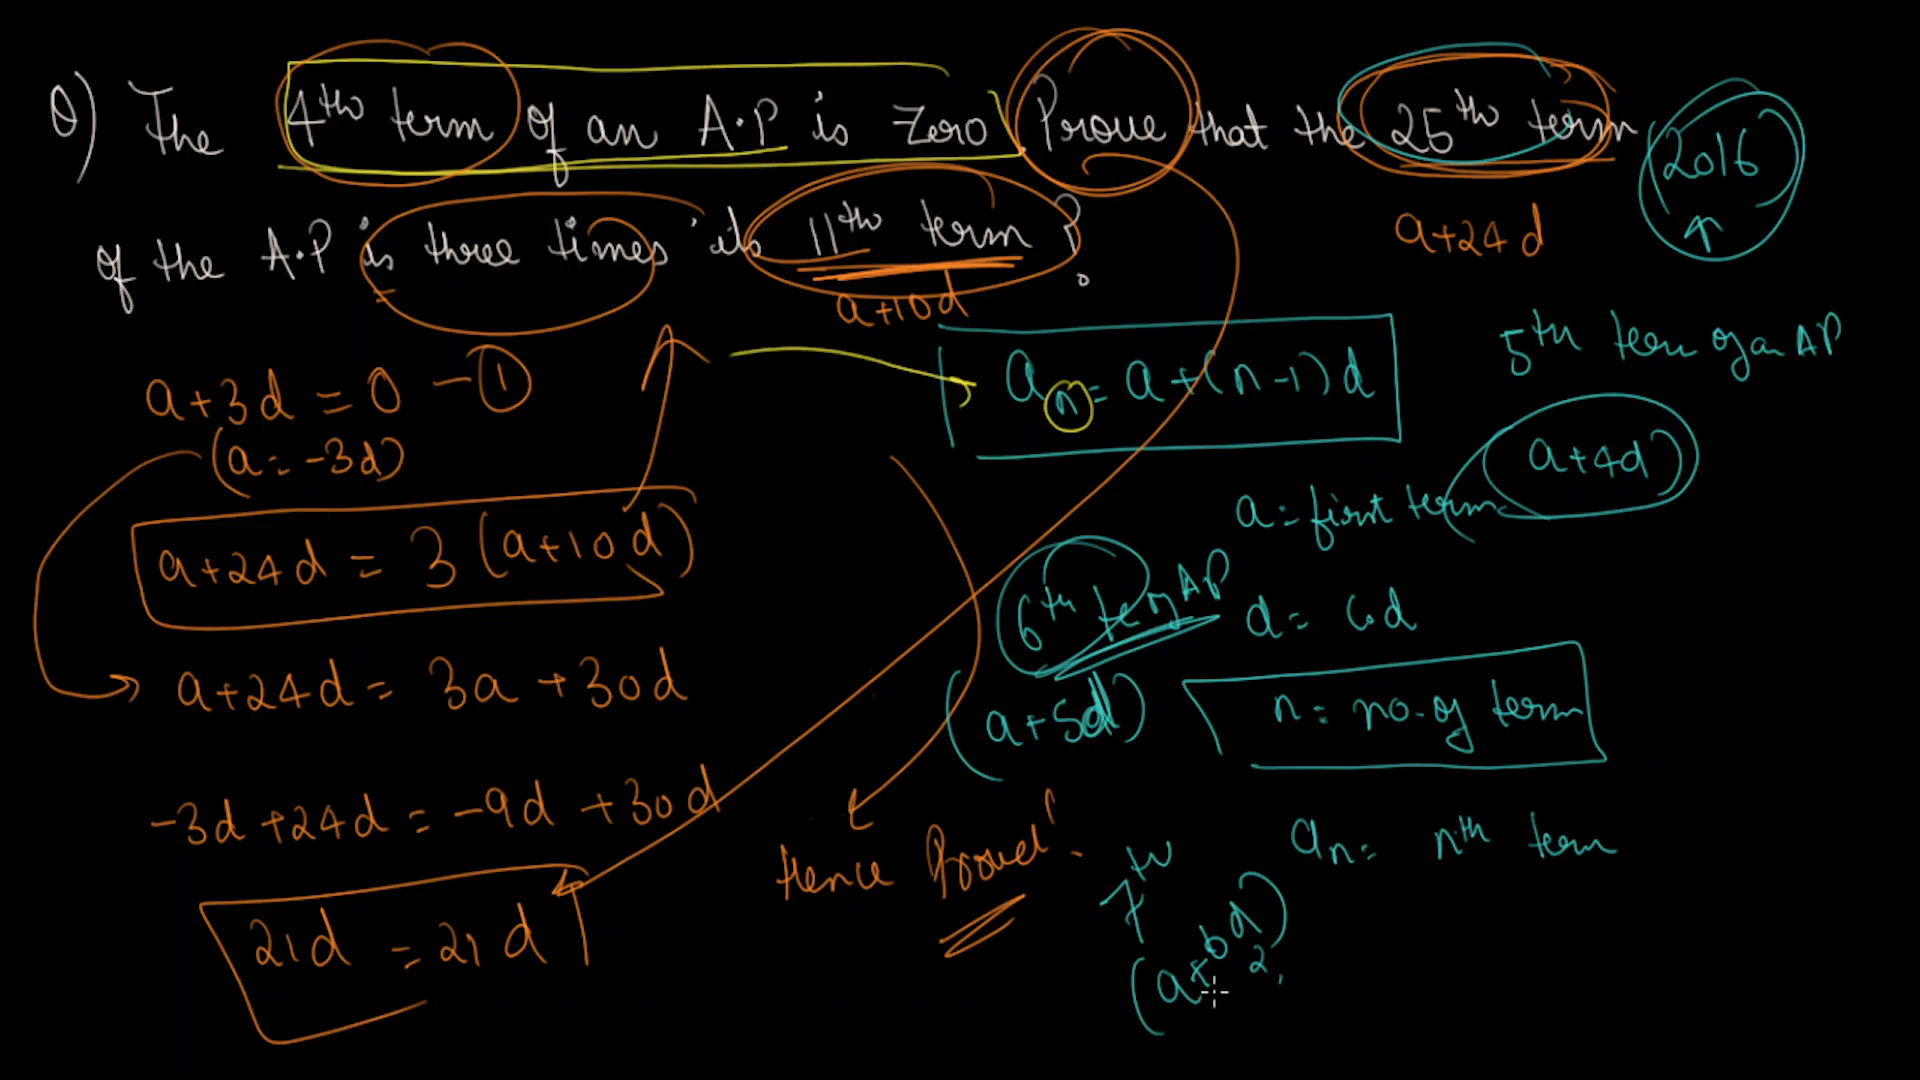 Q) The 4th term of an A.P is Zero. Prove that the 25th term
of the A.P is three times its 11th term ?
2016
a+24d
a+10d
a+3d = 0 - 1
(a = -3d)
a+24d = 3 (a+10d)
a+24d = 3a + 30d
-3d + 24d = -9d + 30d
21d = 21d
Hence Proved.
an = a + (n-1) d
5th term of an AP
a+4d
a = first term
d = cd
n = no. of term
an = nth term
6th te of AP
(a+5d)
7th
(a+6d)